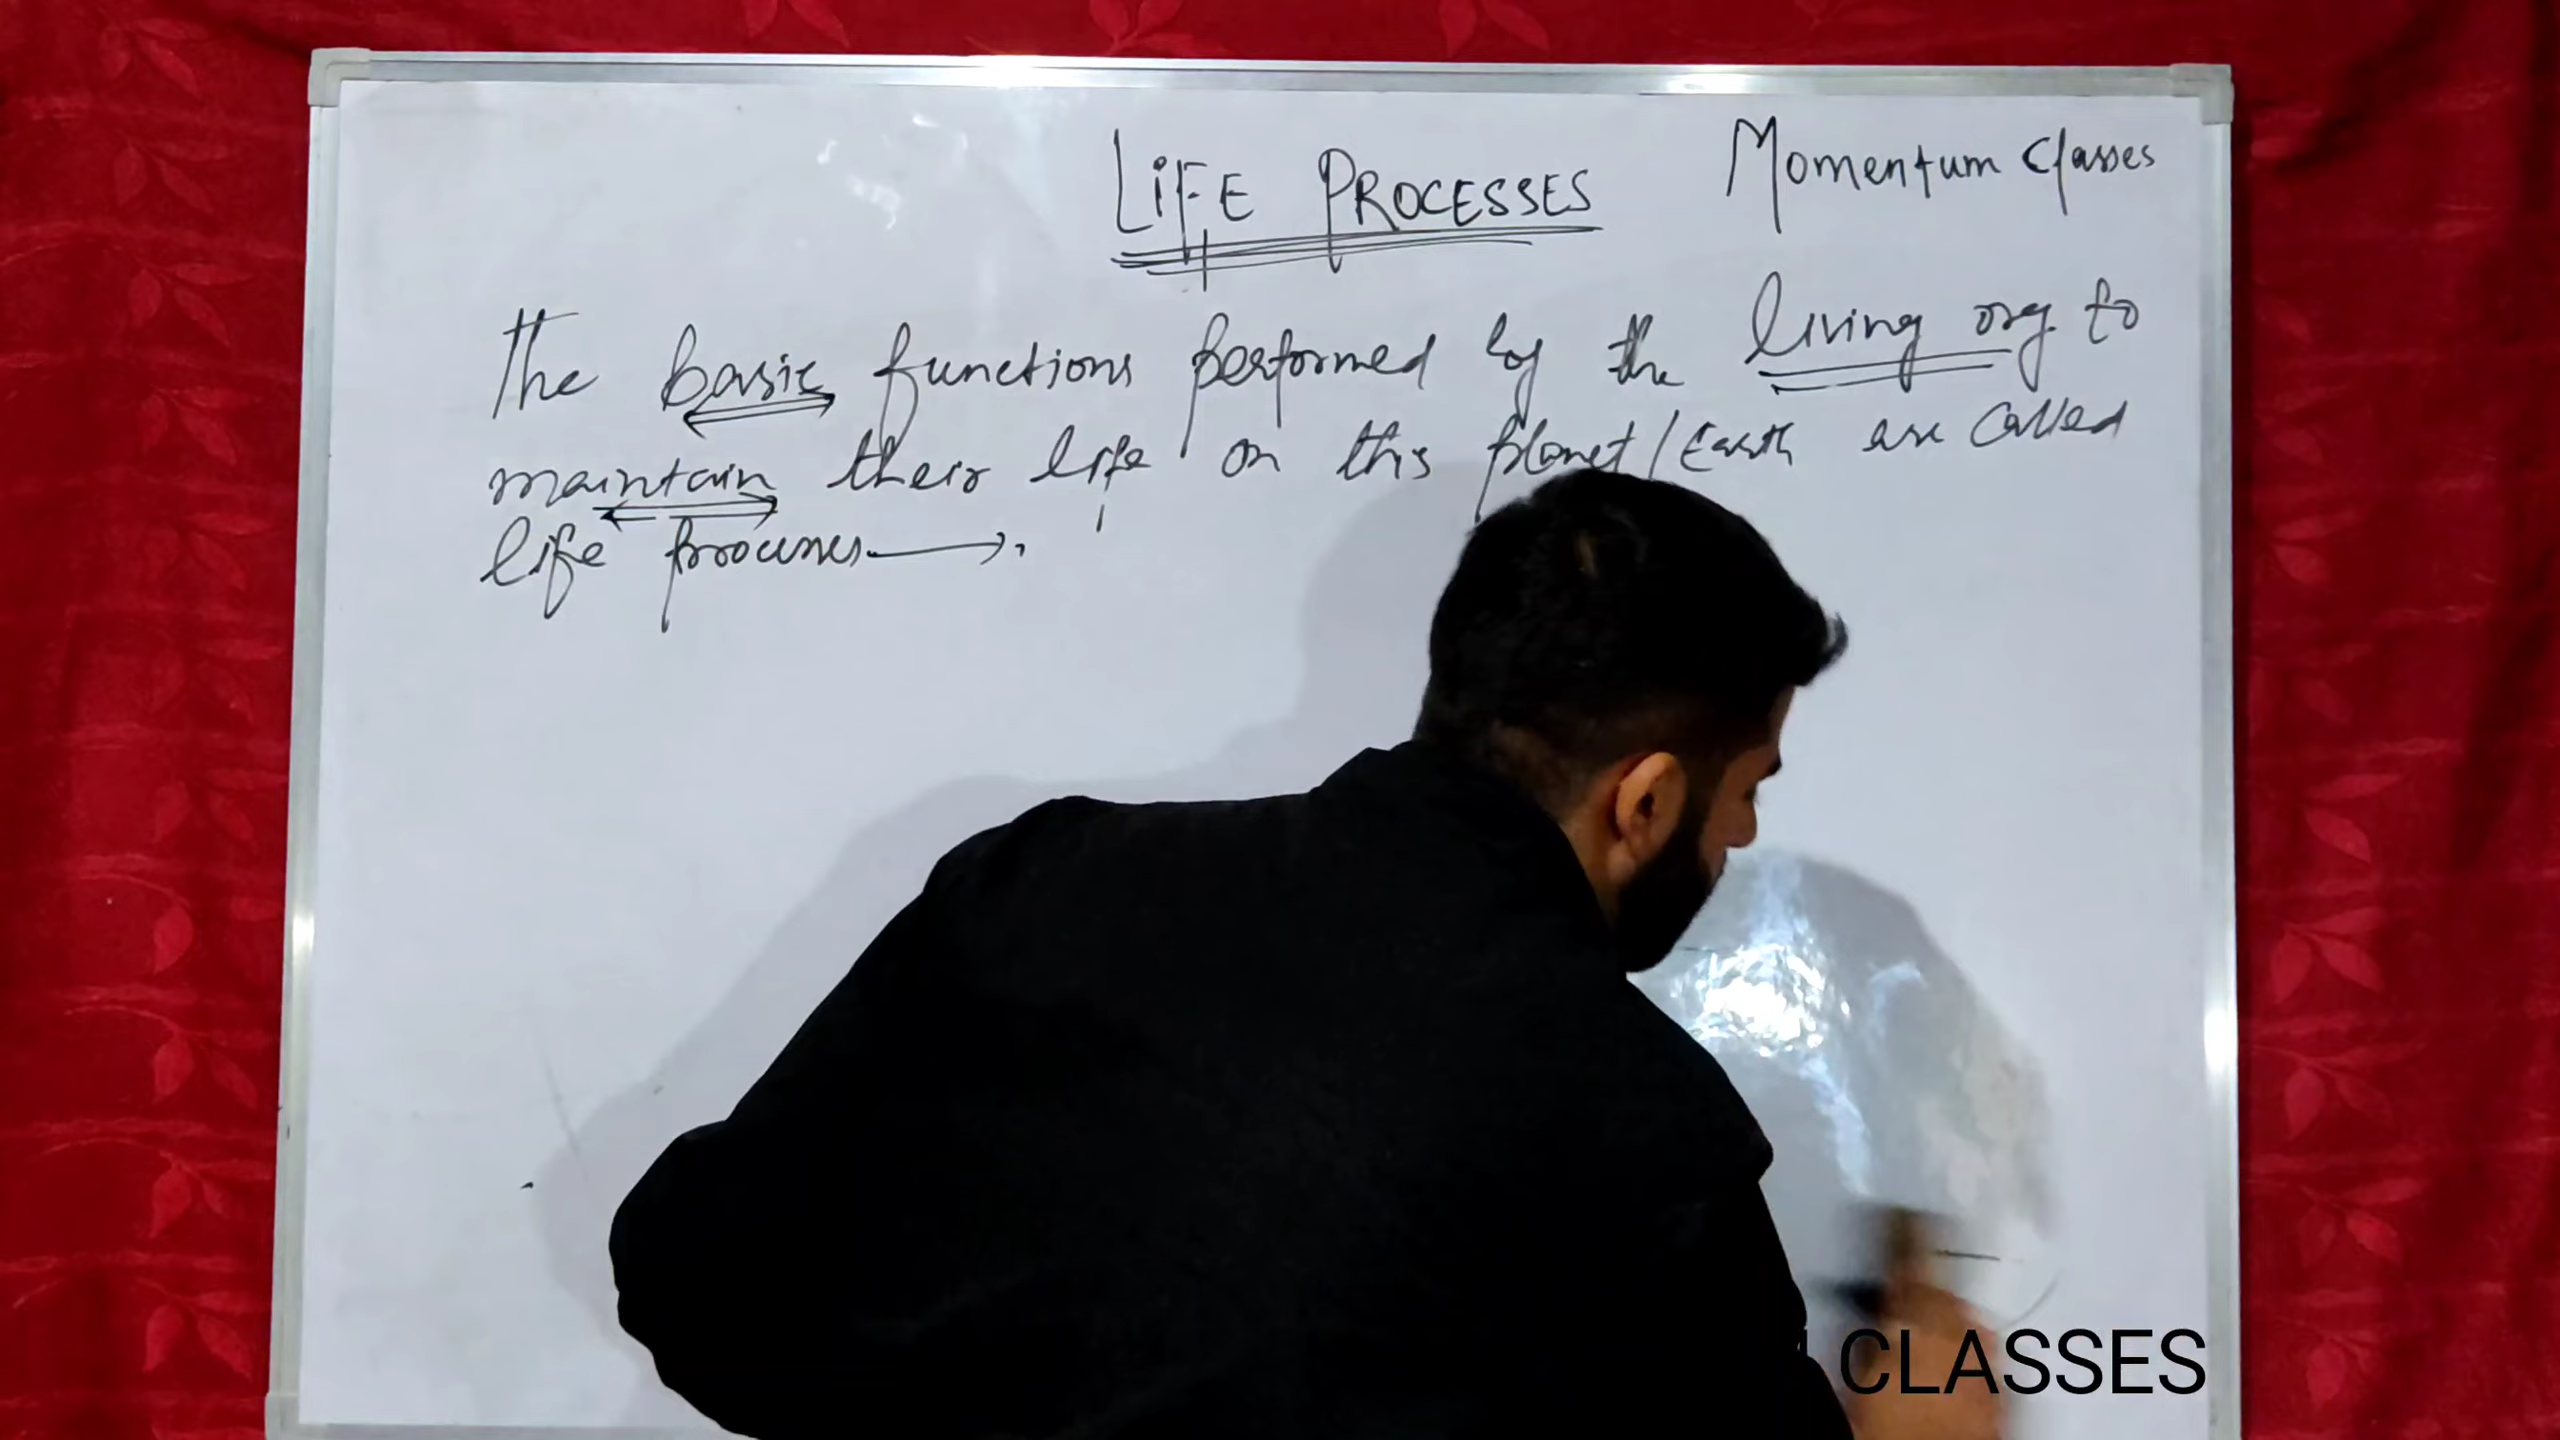 LIFE PROCESSES
Momentum Classes
The basic functions performed by the living org. to
maintain their life on this planet/Earth are called
life processes
CLASSES